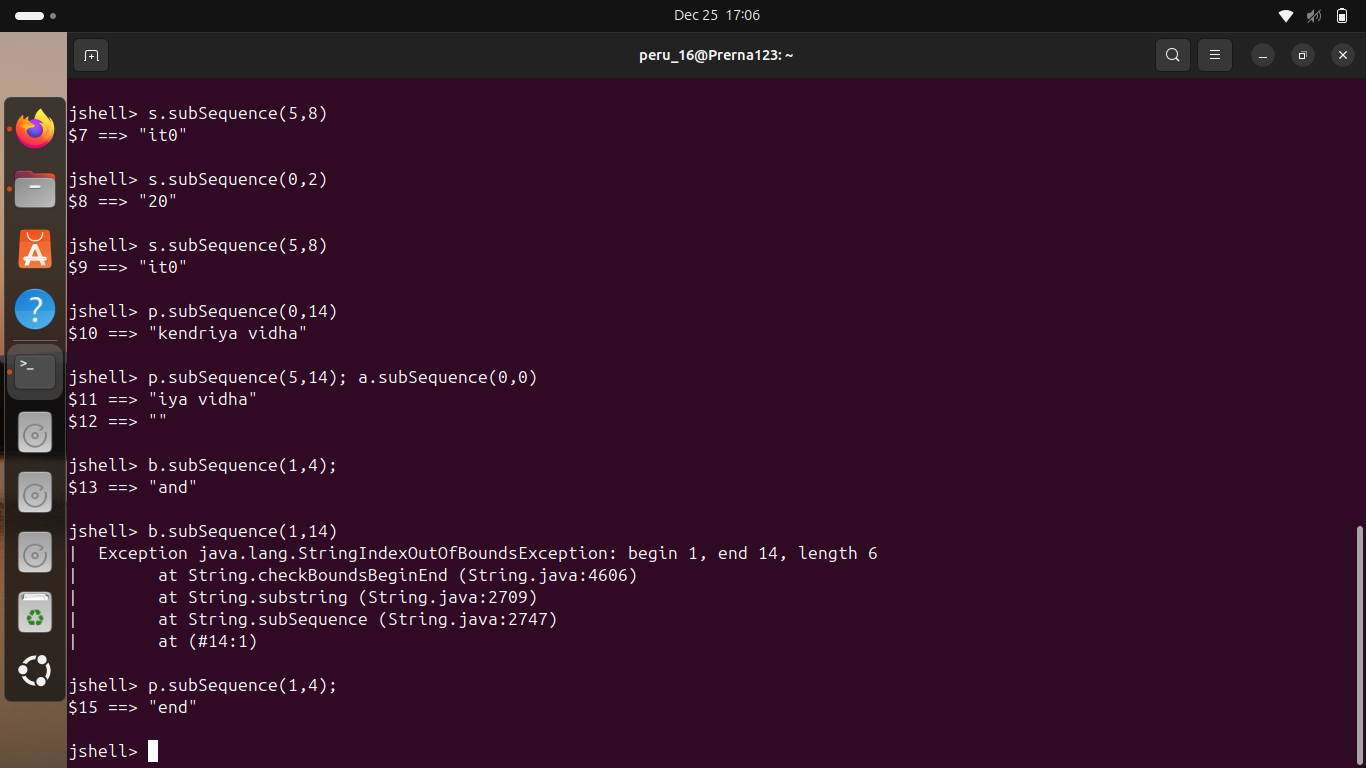 Dec 25 17:06
peru_16@Prerna123: ~
jshell> s.subSequence(5,8)
$7 ==> "it0"
jshell> s.subSequence(0,2)
$8 ==> "20"
jshell> s.subSequence(5,8)
$9 ==> "it0"
jshell> p.subSequence(0,14)
$10 ==> "kendriya vidha"
jshell> p.subSequence(5,14); a.subSequence(0,0)
$11 ==> "iya vidha"
$12 ==> ""
jshell> b.subSequence(1,4);
$13 ==> "and"
jshell> b.subSequence(1,14)
|  Exception java.lang.StringIndexOutOfBoundsException: begin 1, end 14, length 6
|        at String.checkBoundsBeginEnd (String.java:4606)
|        at String.substring (String.java:2709)
|        at String.subSequence (String.java:2747)
|        at (#14:1)
jshell> p.subSequence(1,4);
$15 ==> "end"
jshell>